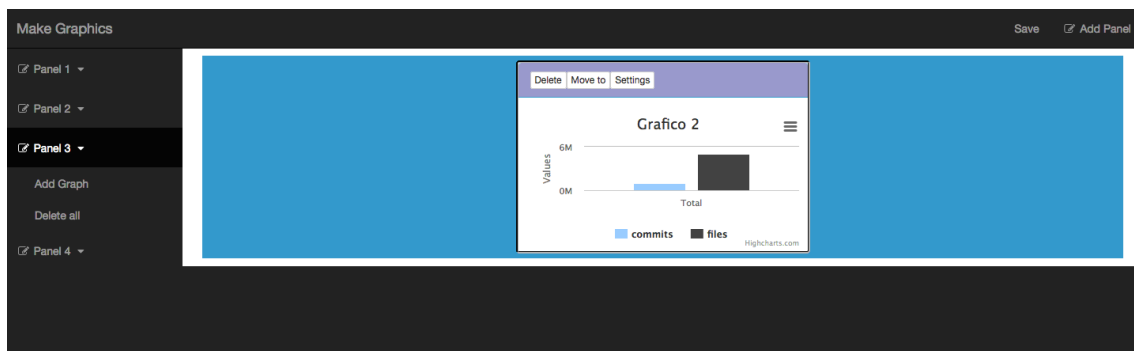 Make Graphics
Save Add Panel
Panel 1
Panel 2
Panel 3
Add Graph
Delete all
Panel 4
Delete Move to Settings
Grafico 2
Values
6M
0M
Total
commits files
Highcharts.com